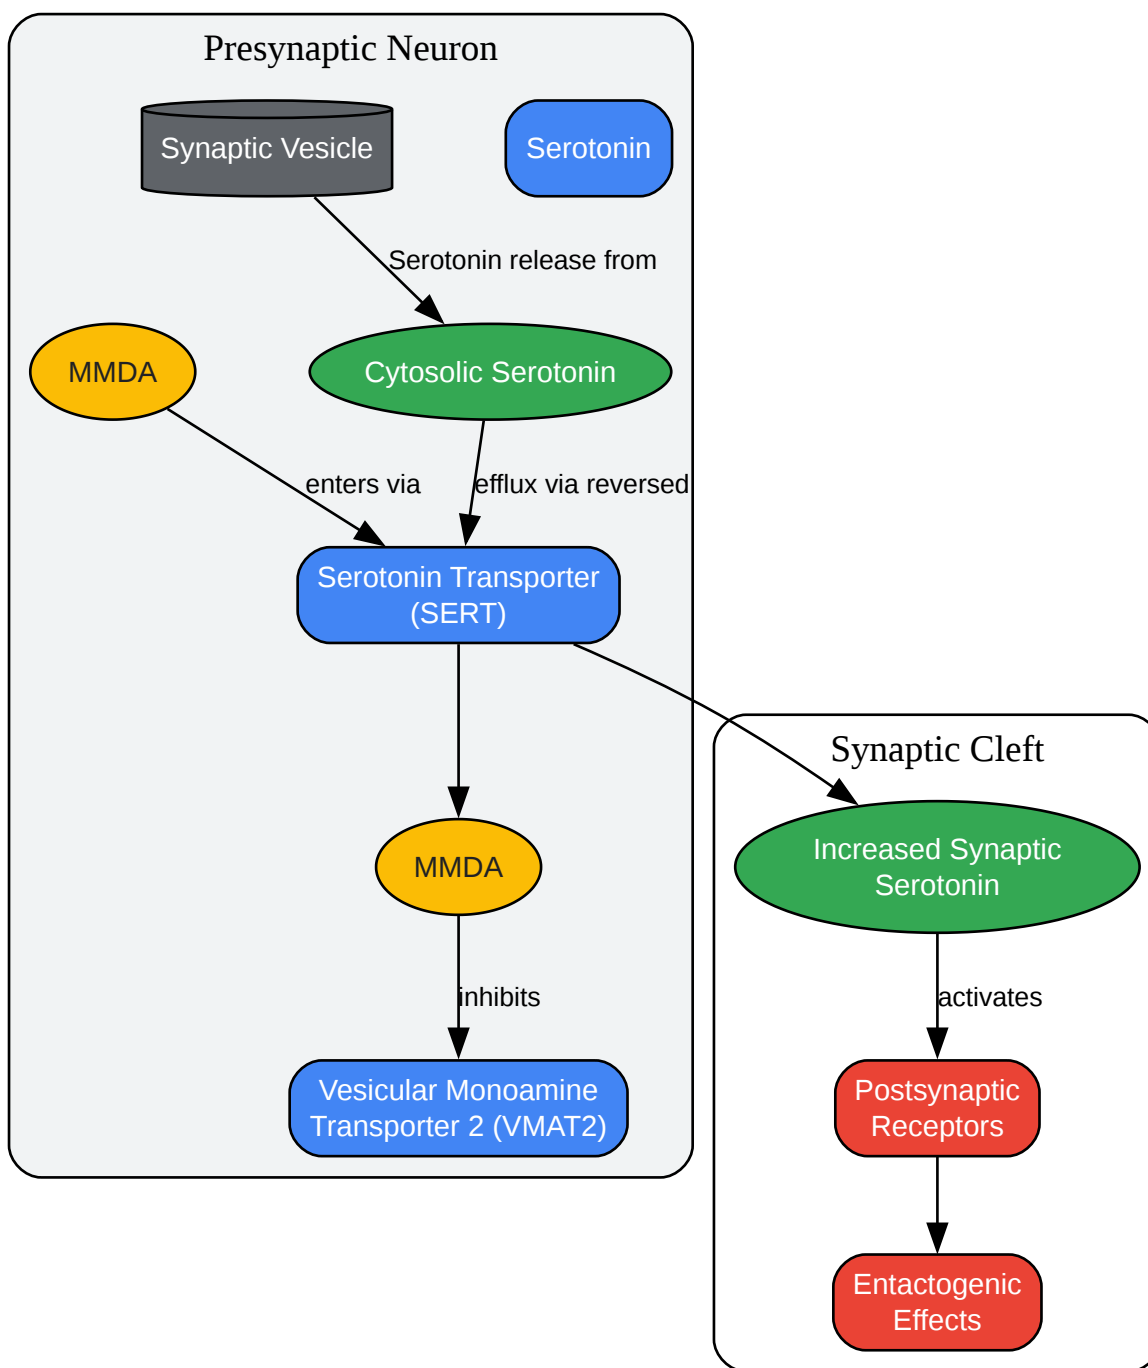 Presynaptic Neuron
Synaptic Vesicle
Serotonin
Serotonin release from
MMDA
Cytosolic Serotonin
enters via
efflux via reversed
Serotonin Transporter
(SERT)
Synaptic Cleft
MMDA
Increased Synaptic
Serotonin
inhibits
activates
Vesicular Monoamine
Transporter 2 (VMAT2)
Postsynaptic
Receptors
Entactogenic
Effects